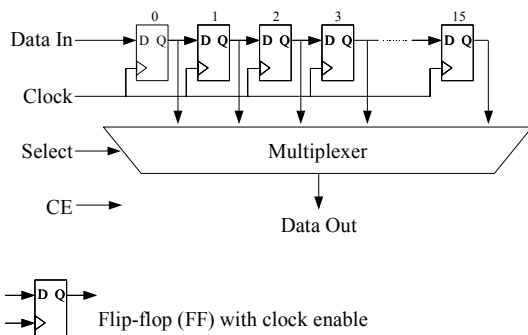 0 1 2 3 15
Data In D Q D Q D Q D Q D Q
Clock
Select Multiplexer
CE
Data Out
D Q
Flip-flop (FF) with clock enable